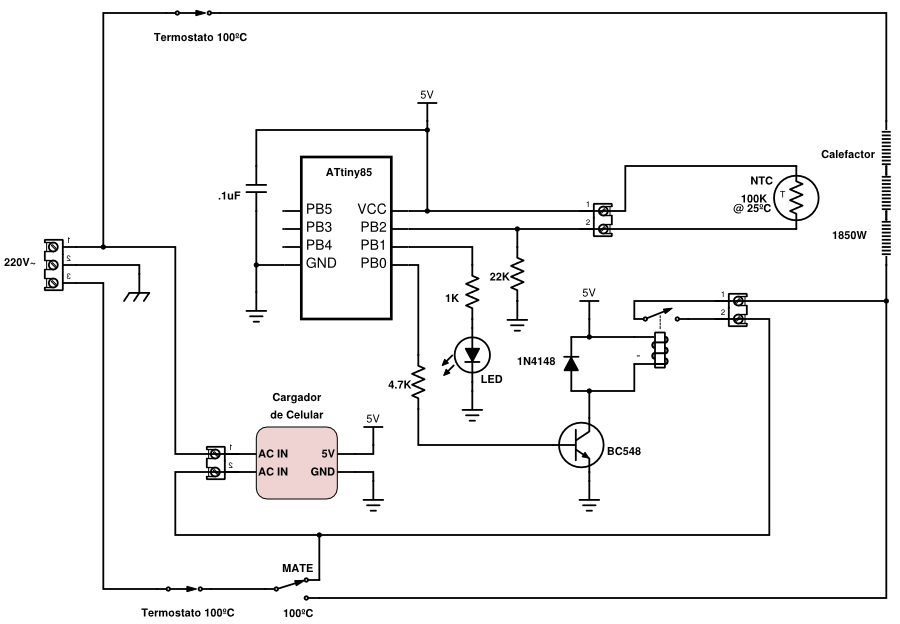 Termostato 100ºC
5V
ATtiny85
Calefactor
.1uF
NTC
100K
@ 25ºC
T
PB5 VCC
PB3 PB2
PB4 PB1
GND PB0
1
2
1850W
220V~
1
2
3
22K
1K
5V
1
2
1N4148
-
LED
4.7K
Cargador
de Celular
5V
BC548
AC IN 5V
AC IN GND
1
2
MATE
Termostato 100ºC
100ºC